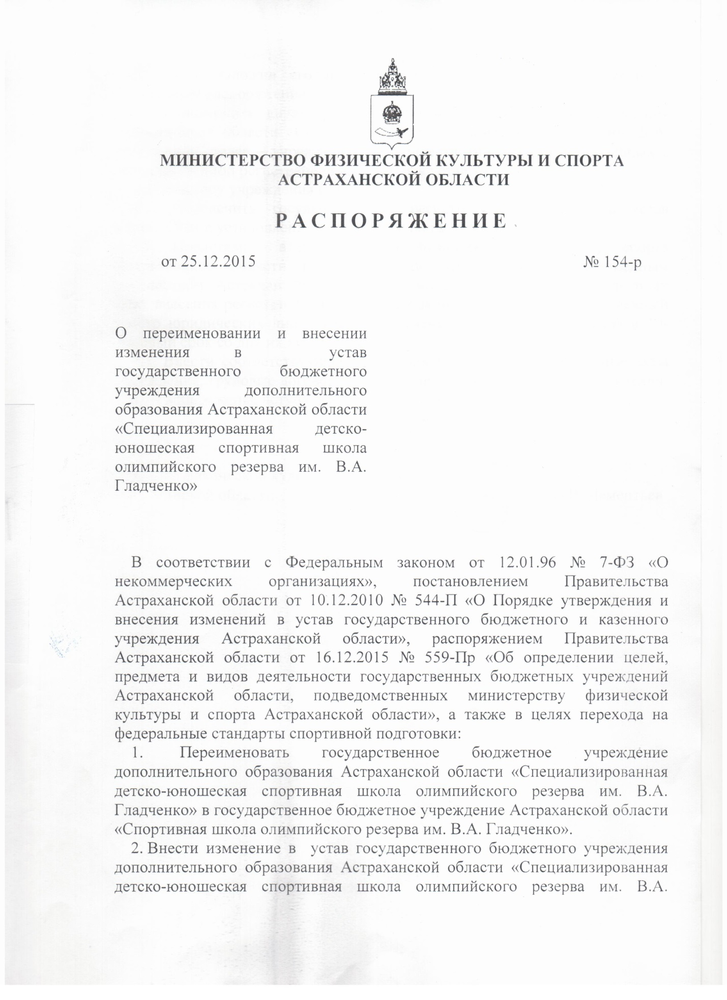 МИНИСТЕРСТВО ФИЗИЧЕСКОЙ КУЛЬТУРЫ И СПОРТА
АСТРАХАНСКОЙ ОБЛАСТИ
РАСПОРЯЖЕНИЕ
от 25.12.2015 № 154-р
О переименовании и внесении
изменения в устав
государственного бюджетного
учреждения дополнительного
образования Астраханской области
«Специализированная детско-
юношеская спортивная школа
олимпийского резерва им. В.А.
Гладченко»
В соответствии с Федеральным законом от 12.01.96 № 7-ФЗ «О
некоммерческих организациях», постановлением Правительства
Астраханской области от 10.12.2010 № 544-П «О Порядке утверждения и
внесения изменений в устав государственного бюджетного и казенного
учреждения Астраханской области», распоряжением Правительства
Астраханской области от 16.12.2015 № 559-Пр «Об определении целей,
предмета и видов деятельности государственных бюджетных учреждений
Астраханской области, подведомственных министерству физической
культуры и спорта Астраханской области», а также в целях перехода на
федеральные стандарты спортивной подготовки:
1. Переименовать государственное бюджетное учреждение
дополнительного образования Астраханской области «Специализированная
детско-юношеская спортивная школа олимпийского резерва им. В.А.
Гладченко» в государственное бюджетное учреждение Астраханской области
«Спортивная школа олимпийского резерва им. В.А. Гладченко».
2. Внести изменение в устав государственного бюджетного учреждения
дополнительного образования Астраханской области «Специализированная
детско-юношеская спортивная школа олимпийского резерва им. В.А.